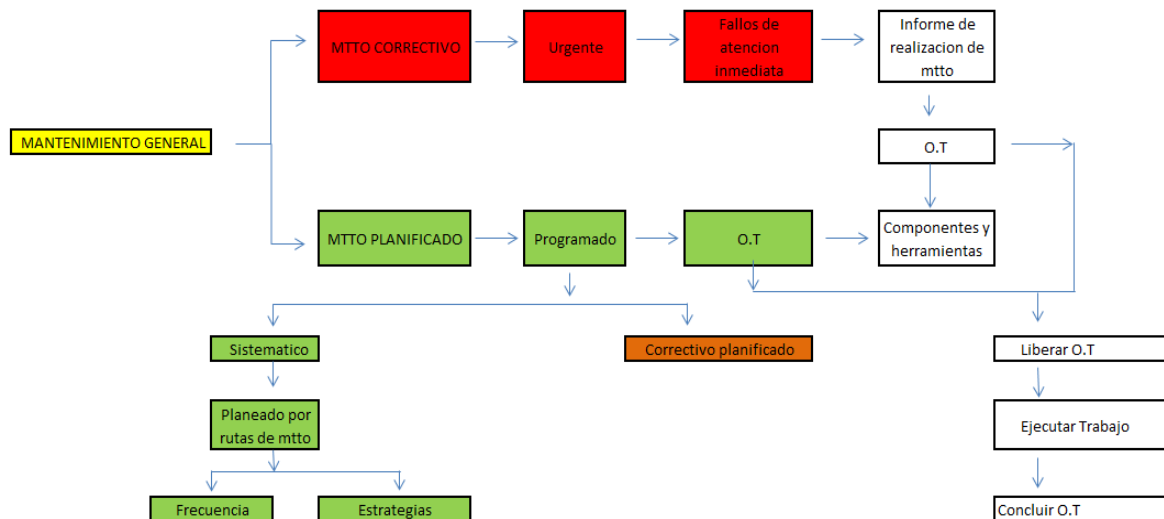 MTTO CORRECTIVO
Urgente
Fallos de
atencion
inmediata
Informe de
realizacion de
mtto
MANTENIMIENTO GENERAL
O.T
MTTO PLANIFICADO
Programado
O.T
Componentes y
herramientas
Sistematico
Correctivo planificado
Liberar O.T
Planeado por
rutas de mtto
Ejecutar Trabajo
Frecuencia
Estrategias
Concluir O.T